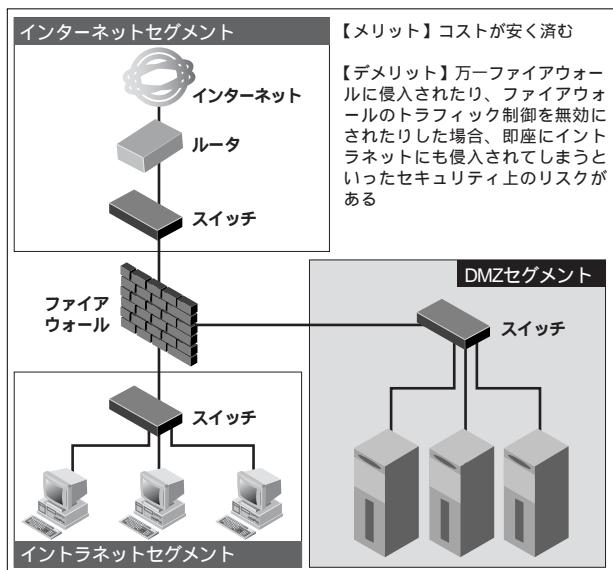 インターネットセグメント
インターネット
ルータ
スイッチ
【メリット】コストが安く済む
【デメリット】万一ファイアウォー
ルに侵入されたり、ファイアウォ
ールのトラフィック制御を無効に
されたりした場合、即座にイント
ラネットにも侵入されてしまうと
いったセキュリティ上のリスクが
ある
ファイア
ウォール
DMZセグメント
スイッチ
スイッチ
イントラネットセグメント